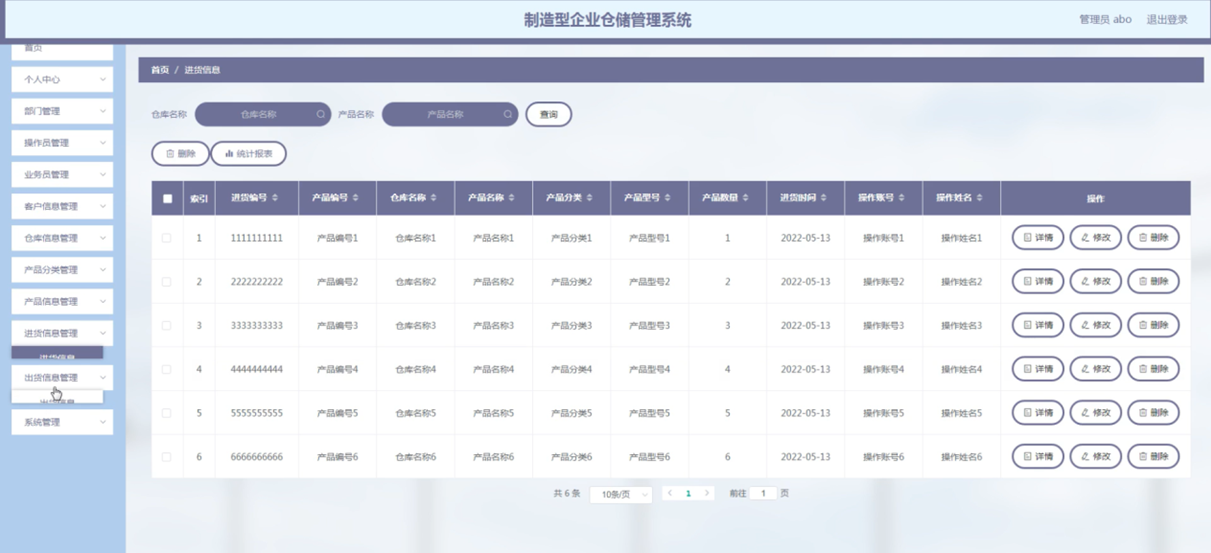 制造型企业仓储管理系统
管理员 abo 退出登录
首页
个人中心
部门管理
操作员管理
业务员管理
客户信息管理
仓库信息管理
产品分类管理
产品信息管理
进货信息管理
进货信息
出货信息管理
出货信息
系统管理
首页 / 进货信息
仓库名称 仓库名称 产品名称 产品名称 查询
删除 统计报表
索引 进货编号 产品编号 仓库名称 产品名称 产品分类 产品型号 产品数量 进货时间 操作账号 操作姓名 操作
1 1111111111 产品编号1 仓库名称1 产品名称1 产品分类1 产品型号1 1 2022-05-13 操作账号1 操作姓名1 详情 修改 删除
2 2222222222 产品编号2 仓库名称2 产品名称2 产品分类2 产品型号2 2 2022-05-13 操作账号2 操作姓名2 详情 修改 删除
3 3333333333 产品编号3 仓库名称3 产品名称3 产品分类3 产品型号3 3 2022-05-13 操作账号3 操作姓名3 详情 修改 删除
4 4444444444 产品编号4 仓库名称4 产品名称4 产品分类4 产品型号4 4 2022-05-13 操作账号4 操作姓名4 详情 修改 删除
5 5555555555 产品编号5 仓库名称5 产品名称5 产品分类5 产品型号5 5 2022-05-13 操作账号5 操作姓名5 详情 修改 删除
6 6666666666 产品编号6 仓库名称6 产品名称6 产品分类6 产品型号6 6 2022-05-13 操作账号6 操作姓名6 详情 修改 删除
共 6 条 10条/页 1 前往 1 页